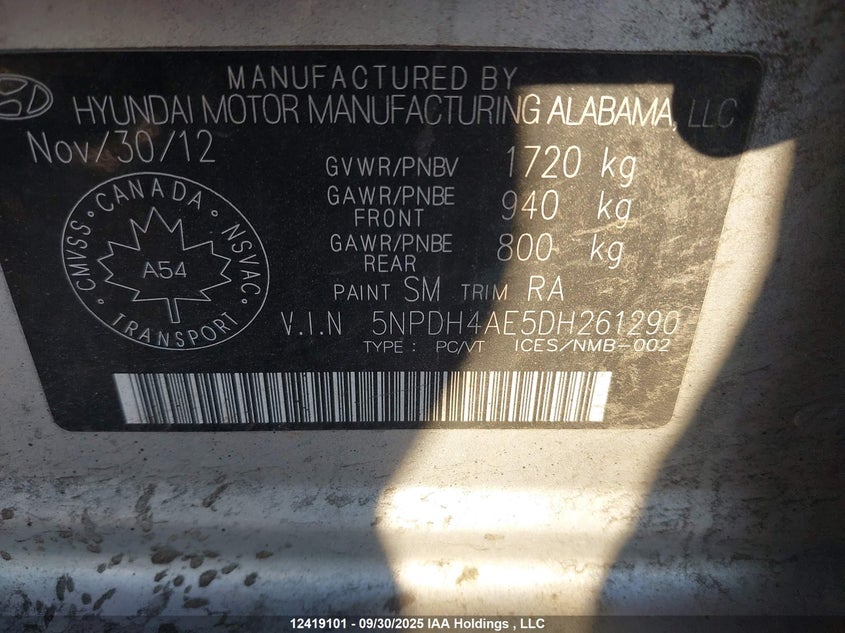 MANUFACTURED BY
HYUNDAI MOTOR MANUFACTURING ALABAMA, LLC
Nov/30/12
GVWR/PNBV 1720 kg
GAWR/PNBE FRONT 940 kg
GAWR/PNBE REAR 800 kg
CANADA
CMVSS · NSVAC
A54
TRANSPORT
PAINT SM TRIM RA
V.I.N 5NPDH4AE5DH261290
TYPE : PC/VT ICES/NMB-002
12419101 - 09/30/2025 IAA Holdings , LLC